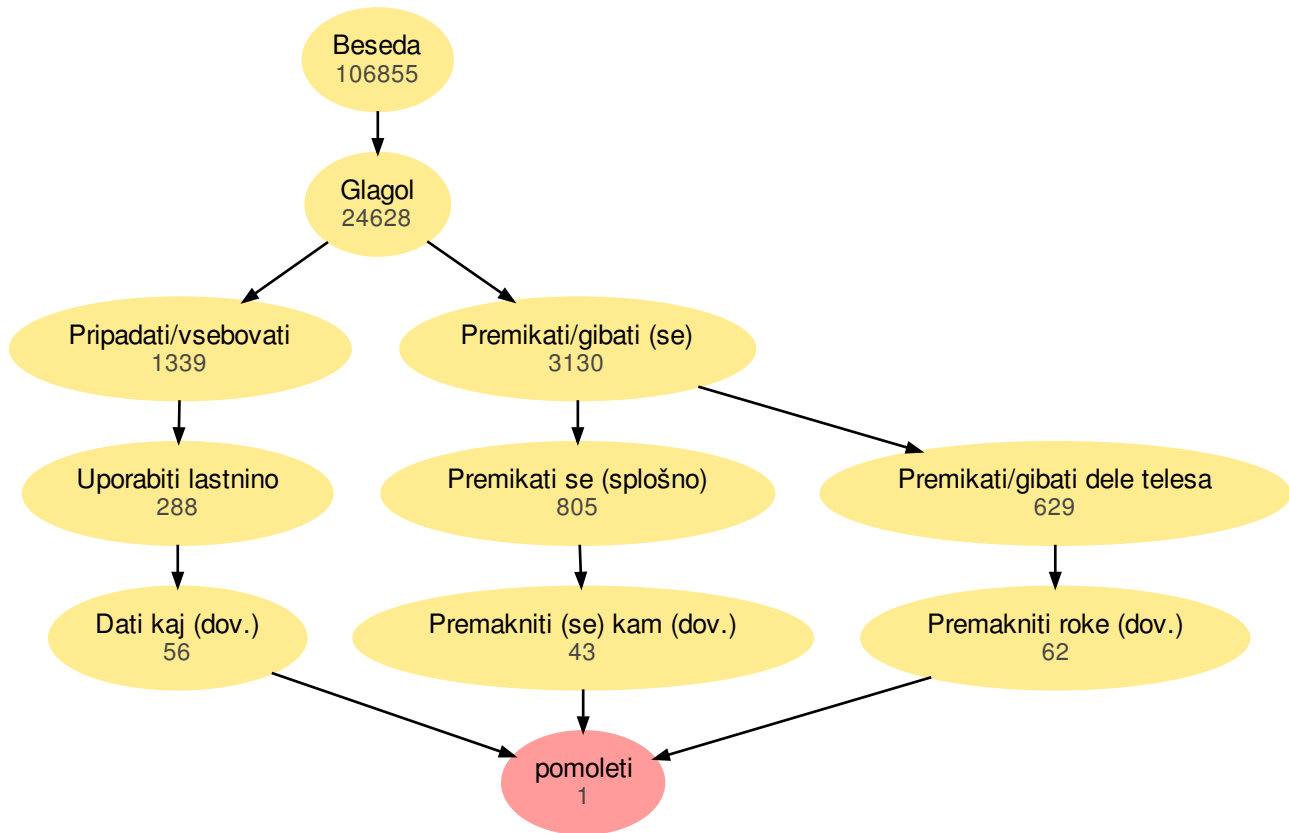 Beseda
106855
Glagol
24628
Pripadati/vsebovati
1339
Premikati/gibati (se)
3130
Uporabiti lastnino
288
Premikati se (splošno)
805
Premikati/gibati dele telesa
629
Dati kaj (dov.)
56
Premakniti (se) kam (dov.)
43
Premakniti roke (dov.)
62
pomoleti
1